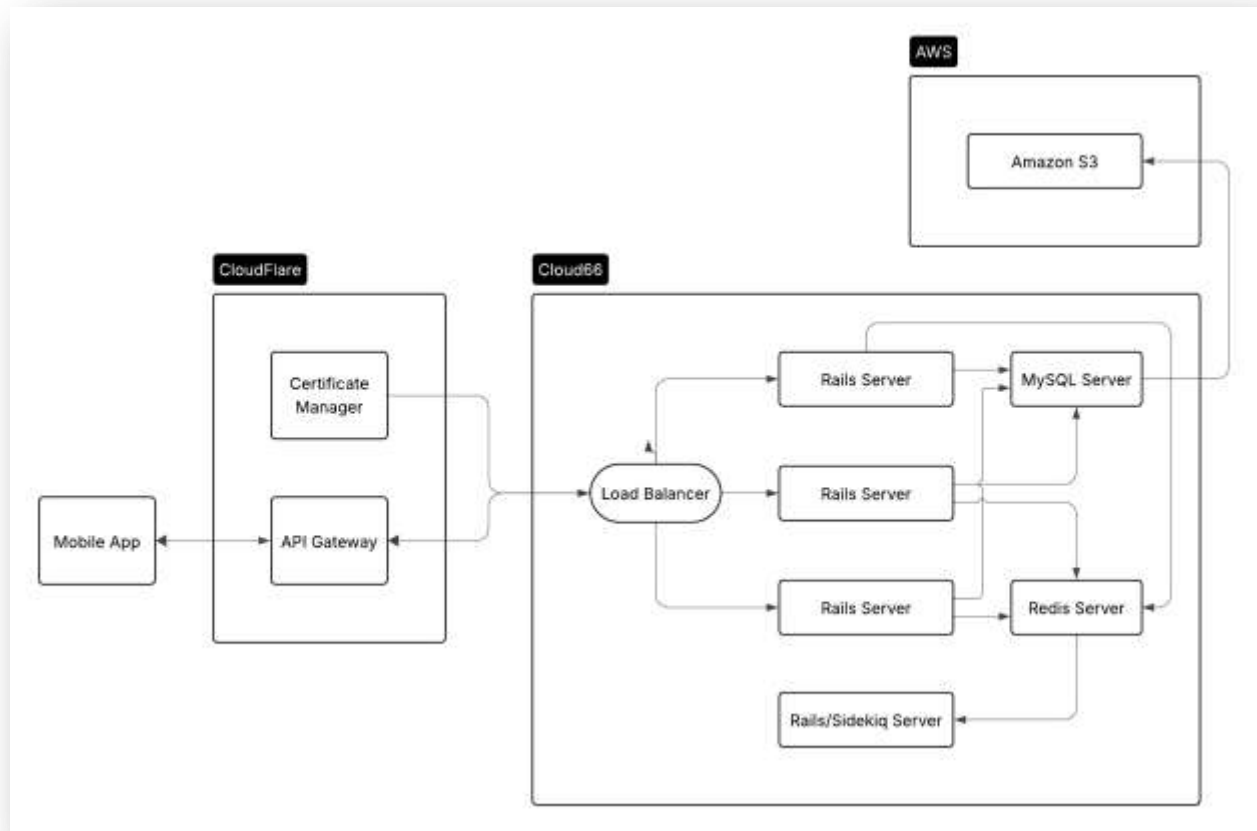 AWS
Amazon S3
CloudFlare
Cloud66
Certificate
Manager
Rails Server
MySQL Server
Load Balancer
Rails Server
Mobile App
API Gateway
Rails Server
Redis Server
Rails/Sidekiq Server